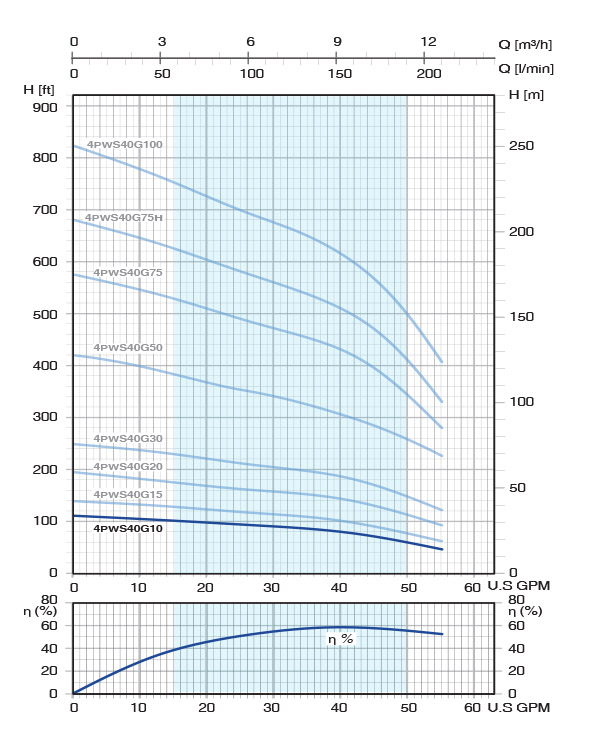 0 3 6 9 12 Q [m³/h]
0 50 100 150 200 Q [l/min]
H [ft] H [m]
900
4PWS40G100 250
800
700 4PWS40G75H
200
600 4PWS40G75
500 150
4PWS40G50
400
100
300
4PWS40G30
200 4PWS40G20
50
4PWS40G15
100 4PWS40G10
0 0
0 10 20 30 40 50 60 U.S GPM
80 80
η (%) η (%)
60 η % 60
40 40
20 20
0 0
0 10 20 30 40 50 60 U.S GPM